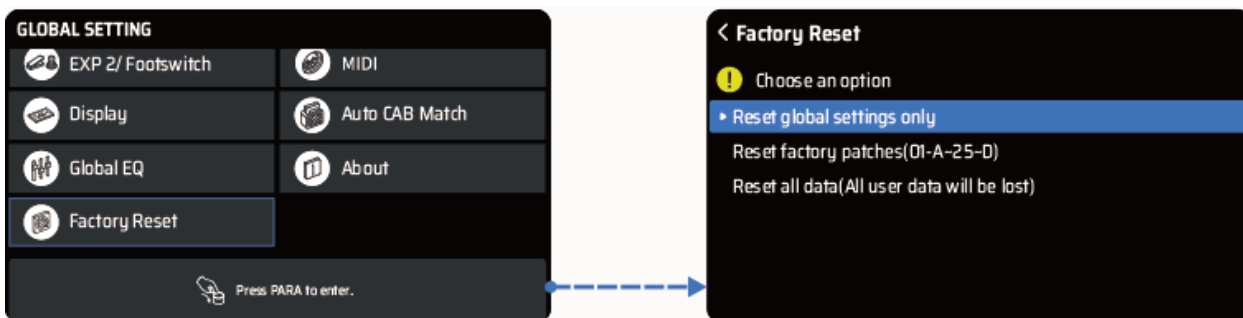 GLOBAL SETTING
EXP 2/ Footswitch
MIDI
Display
Auto CAB Match
Global EQ
About
Factory Reset
Press PARA to enter.
< Factory Reset
! Choose an option
▸ Reset global settings only
Reset factory patches(01-A~25-D)
Reset all data(All user data will be lost)